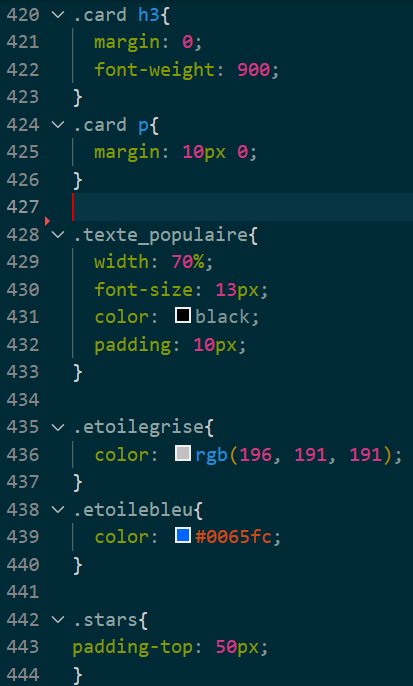 420 .card h3{
421 margin: 0;
422 font-weight: 900;
423 }
424 .card p{
425 margin: 10px 0;
426 }
427
428 .texte_populaire{
429 width: 70%;
430 font-size: 13px;
431 color: black;
432 padding: 10px;
433 }
434
435 .etoilegrise{
436 color: rgb(196, 191, 191);
437 }
438 .etoilebleu{
439 color: #0065fc;
440 }
441
442 .stars{
443 padding-top: 50px;
444 }